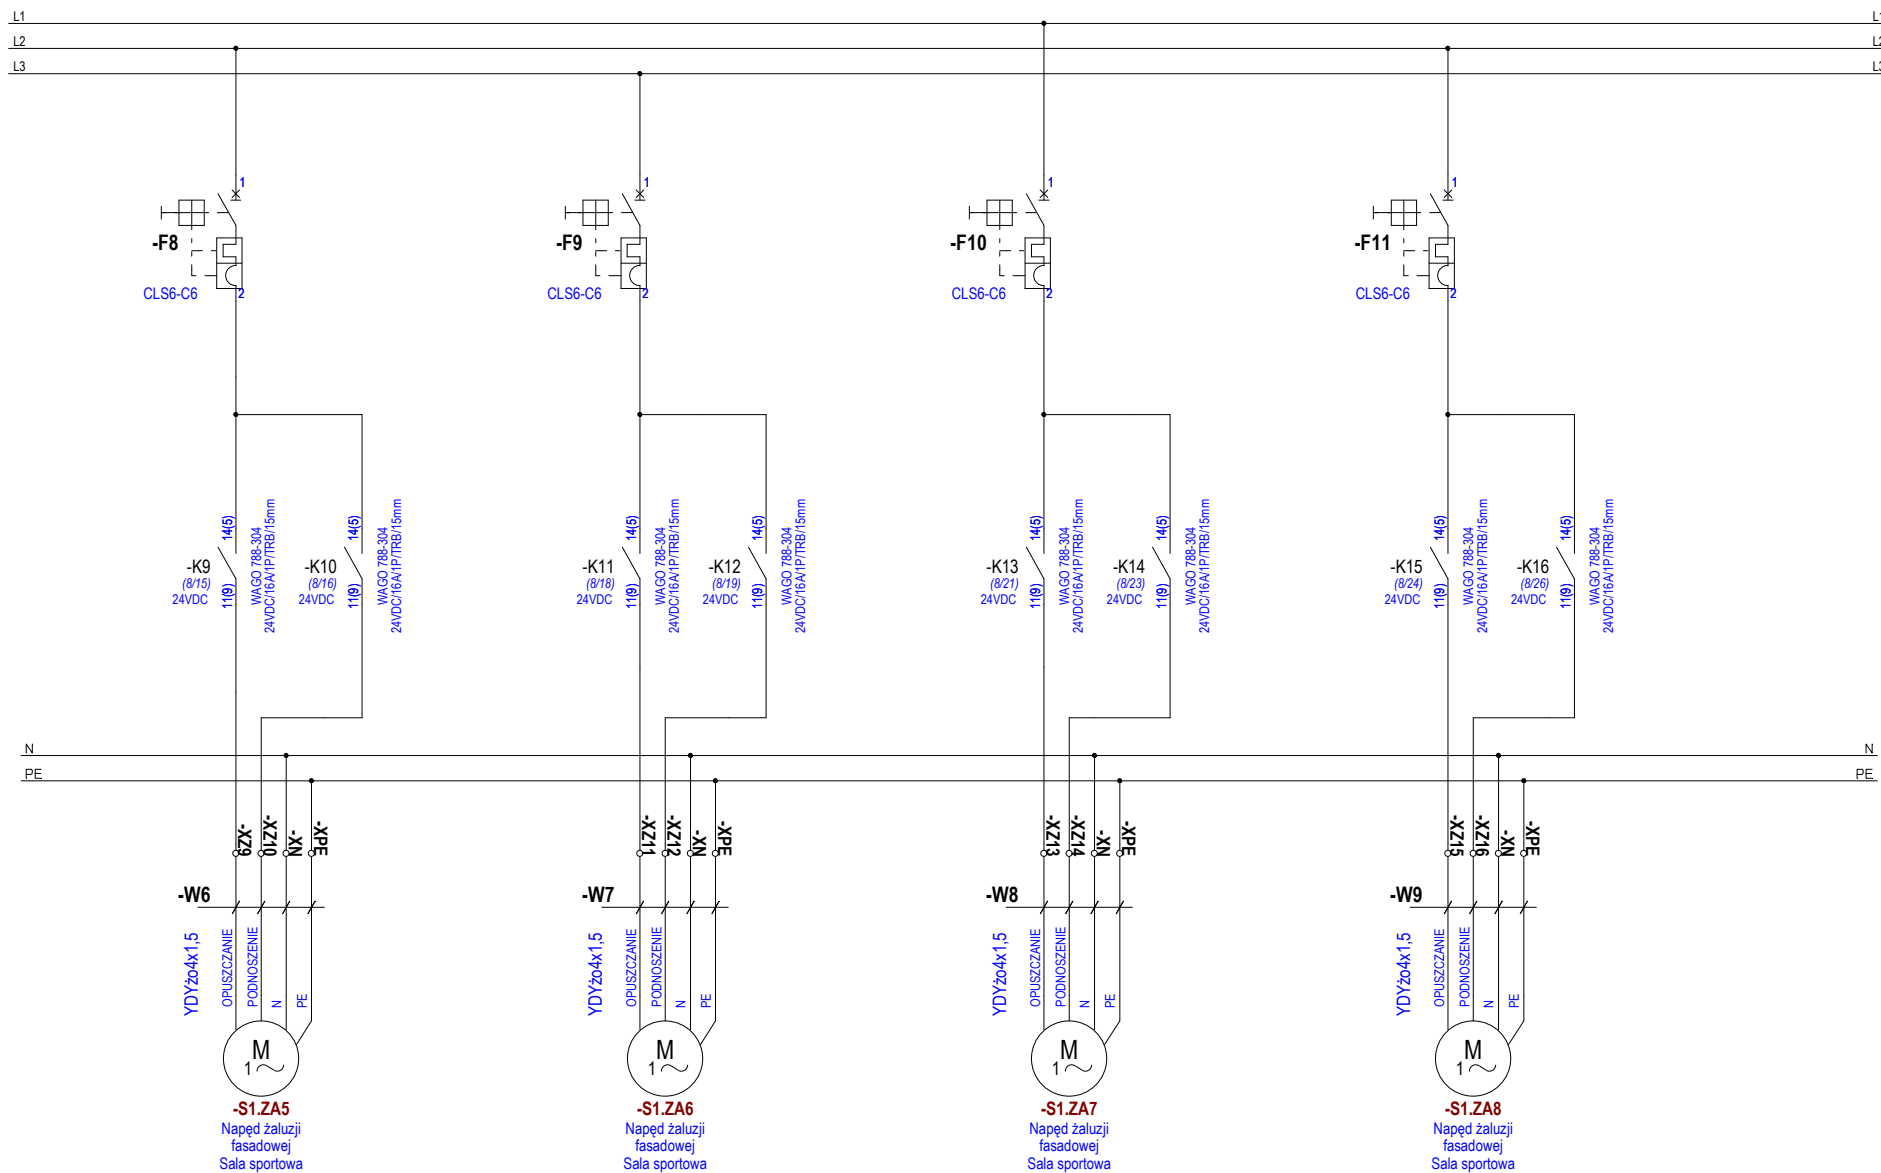 L1 L1
L2 L2
L3 L3
1 1 1 1
-F8 -F9 -F10 -F11
CLS6-C6 2 CLS6-C6 2 CLS6-C6 2 CLS6-C6 2
-K9
(8/15)
24VDC
14(5)
11(9)
WAGO 788-304
24VDC/16A/1P/TRB/15mm
-K10
(8/16)
24VDC
14(5)
11(9)
WAGO 788-304
24VDC/16A/1P/TRB/15mm
-K11
(8/18)
24VDC
14(5)
11(9)
WAGO 788-304
24VDC/16A/1P/TRB/15mm
-K12
(8/19)
24VDC
14(5)
11(9)
WAGO 788-304
24VDC/16A/1P/TRB/15mm
-K13
(8/21)
24VDC
14(5)
11(9)
WAGO 788-304
24VDC/16A/1P/TRB/15mm
-K14
(8/23)
24VDC
14(5)
11(9)
WAGO 788-304
24VDC/16A/1P/TRB/15mm
-K15
(8/24)
24VDC
14(5)
11(9)
WAGO 788-304
24VDC/16A/1P/TRB/15mm
-K16
(8/26)
24VDC
14(5)
11(9)
WAGO 788-304
24VDC/16A/1P/TRB/15mm
N N
PE PE
-XZ9
-XZ10
-XN
-XPE
-W6
YDYżo4x1,5
OPUSZCZANIE
PODNOSZENIE
N
PE
M
1
-S1.ZA5
Napęd żaluzji
fasadowej
Sala sportowa
-XZ11
-XZ12
-XN
-XPE
-W7
YDYżo4x1,5
OPUSZCZANIE
PODNOSZENIE
N
PE
M
1
-S1.ZA6
Napęd żaluzji
fasadowej
Sala sportowa
-XZ13
-XZ14
-XN
-XPE
-W8
YDYżo4x1,5
OPUSZCZANIE
PODNOSZENIE
N
PE
M
1
-S1.ZA7
Napęd żaluzji
fasadowej
Sala sportowa
-XZ15
-XZ16
-XN
-XPE
-W9
YDYżo4x1,5
OPUSZCZANIE
PODNOSZENIE
N
PE
M
1
-S1.ZA8
Napęd żaluzji
fasadowej
Sala sportowa